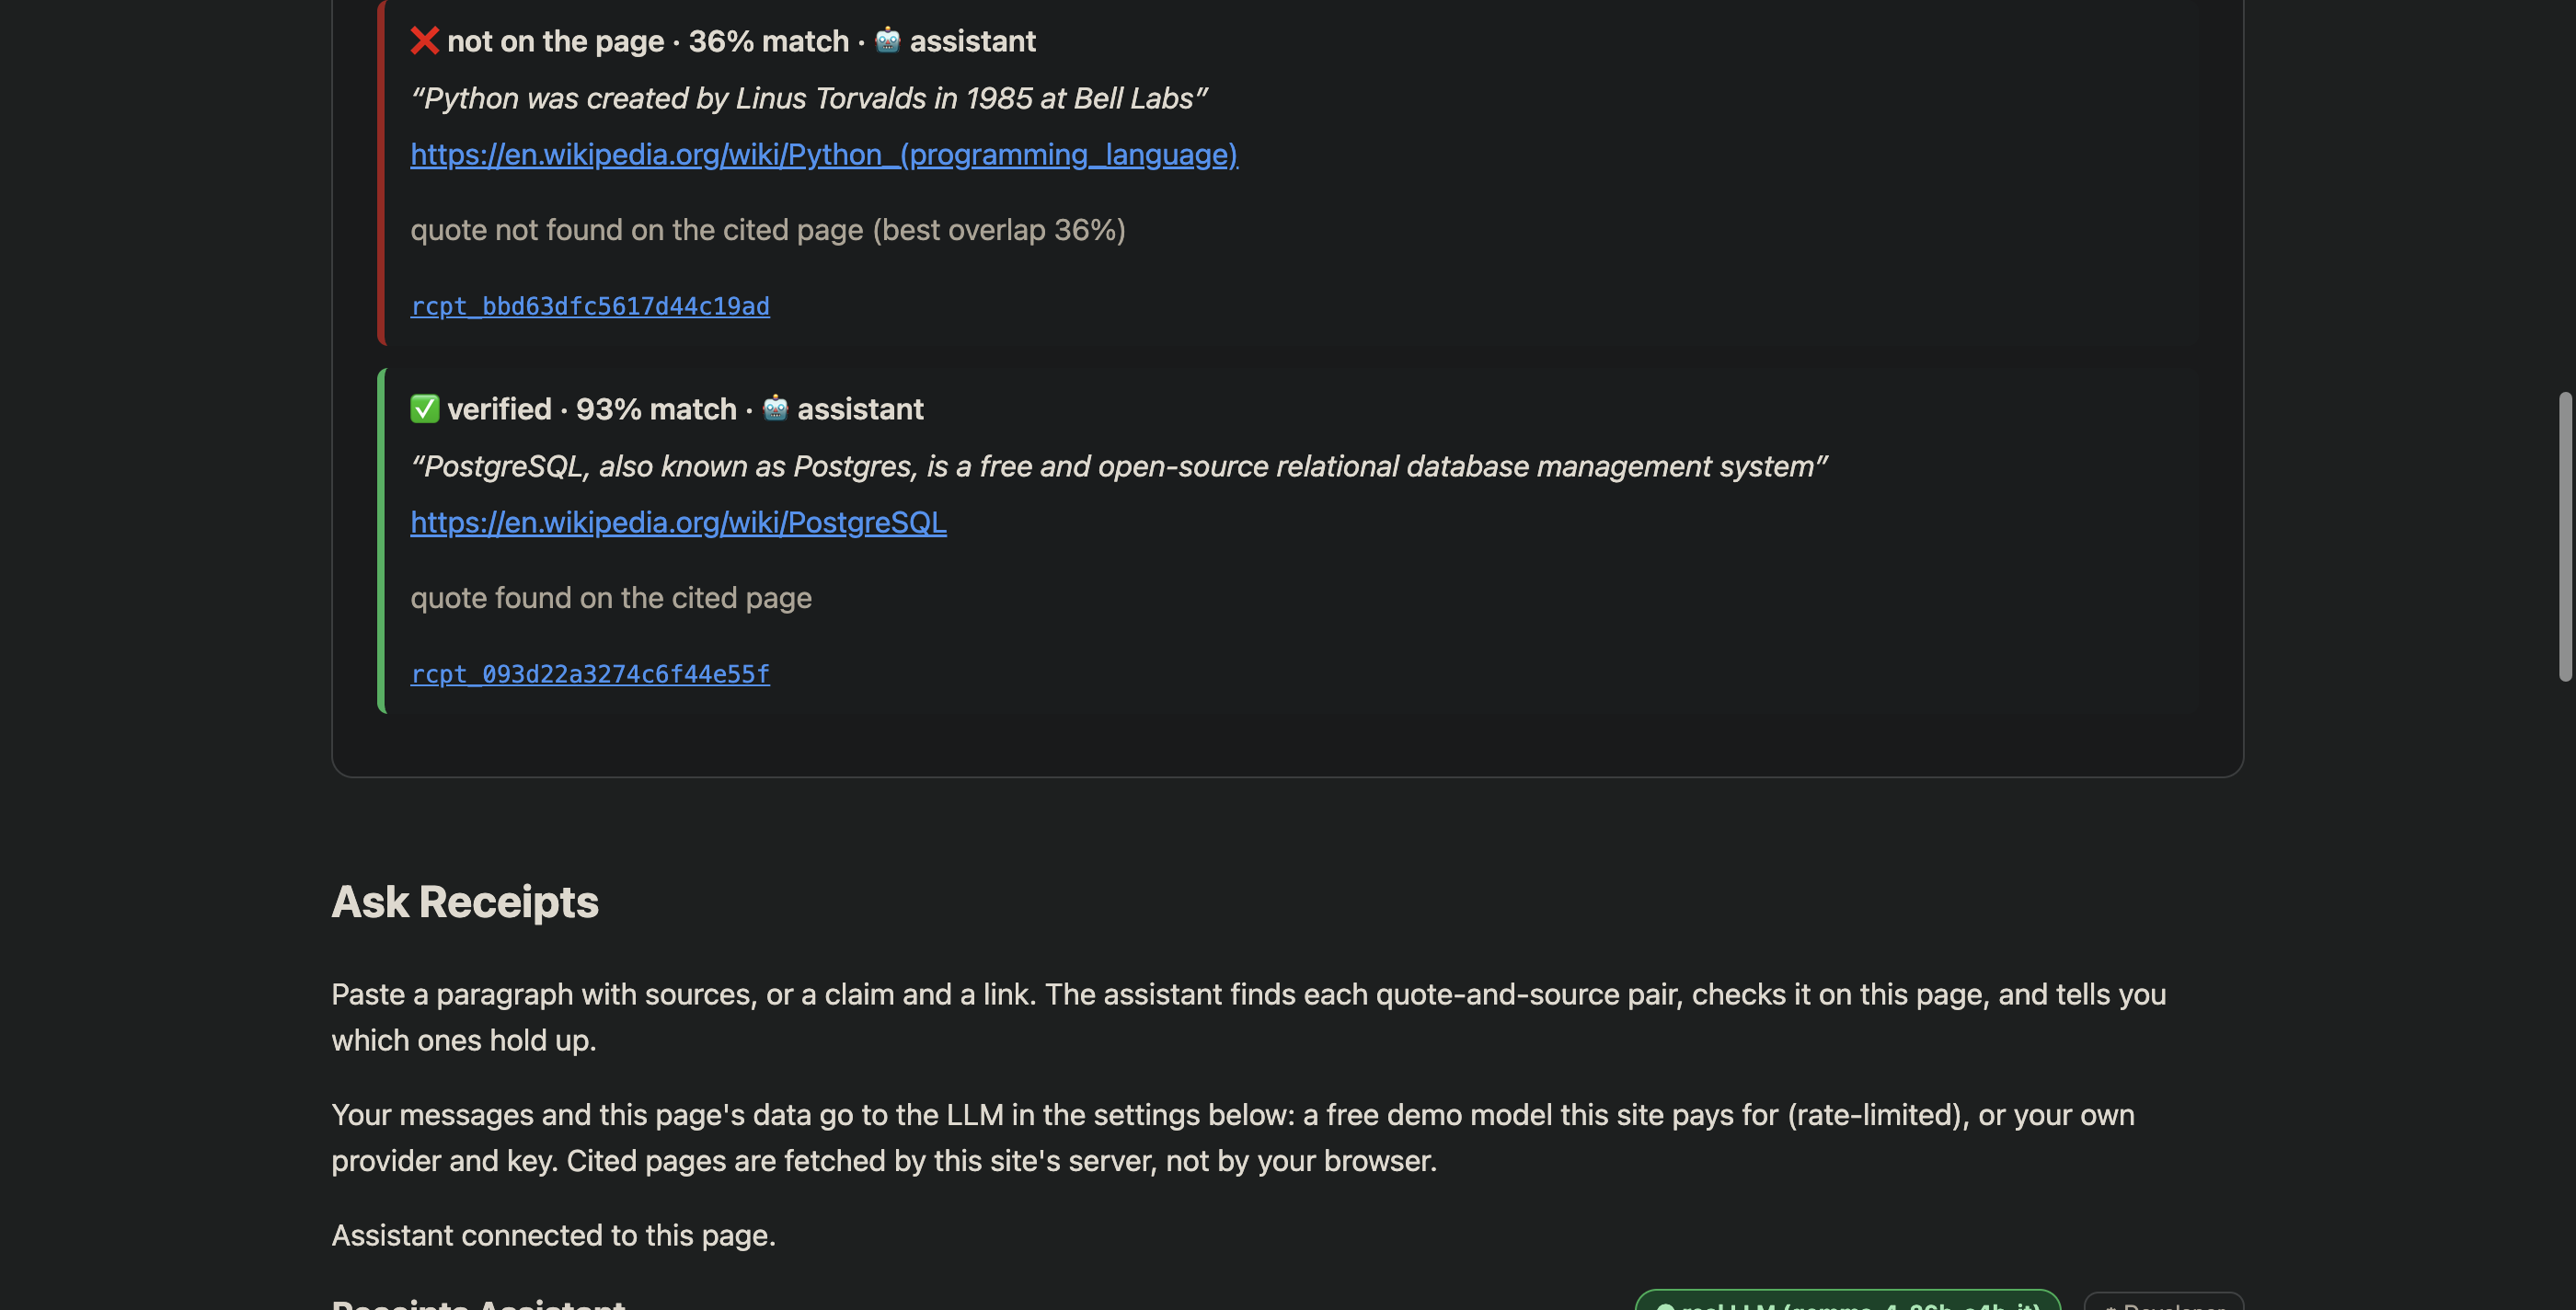 ❌ not on the page · 36% match · 🤖 assistant
“Python was created by Linus Torvalds in 1985 at Bell Labs”
https://en.wikipedia.org/wiki/Python_(programming_language)
quote not found on the cited page (best overlap 36%)
rcpt_bbd63dfc5617d44c19ad
✅ verified · 93% match · 🤖 assistant
“PostgreSQL, also known as Postgres, is a free and open-source relational database management system”
https://en.wikipedia.org/wiki/PostgreSQL
quote found on the cited page
rcpt_093d22a3274c6f44e55f
Ask Receipts
Paste a paragraph with sources, or a claim and a link. The assistant finds each quote-and-source pair, checks it on this page, and tells you
which ones hold up.
Your messages and this page's data go to the LLM in the settings below: a free demo model this site pays for (rate-limited), or your own
provider and key. Cited pages are fetched by this site's server, not by your browser.
Assistant connected to this page.
Receipts Assistant